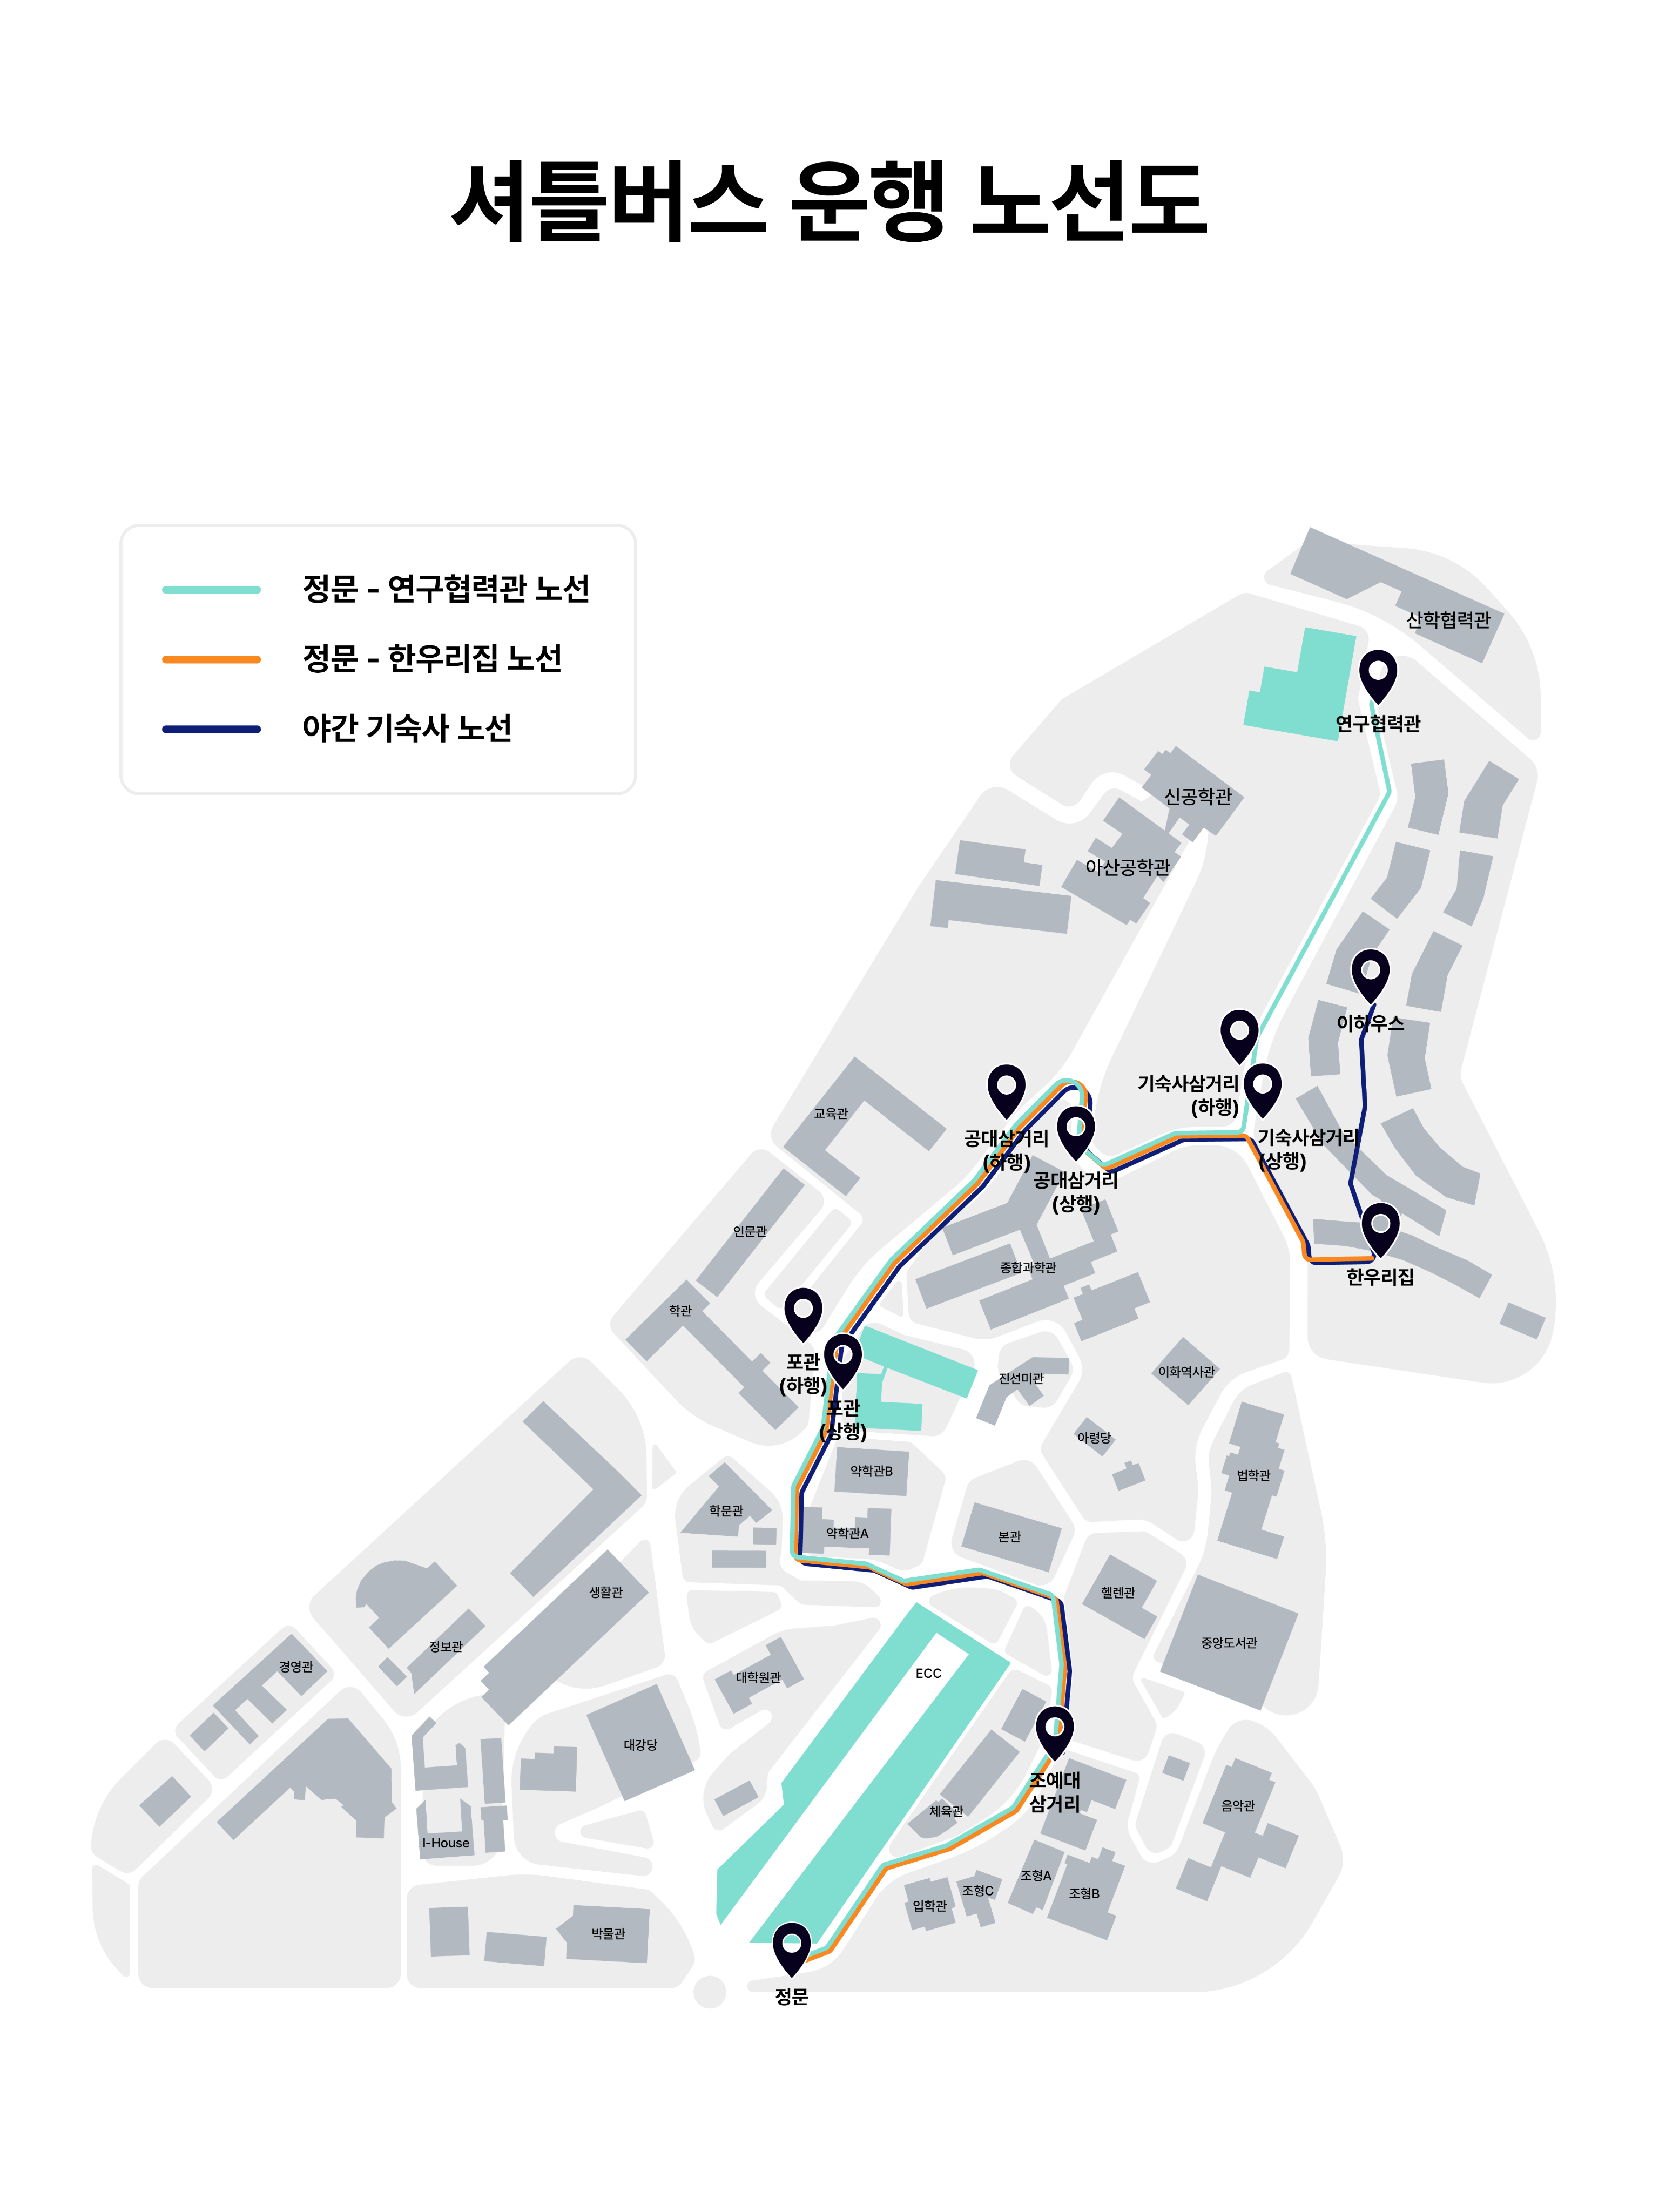 셔틀버스 운행 노선도
정문 - 연구협력관 노선
정문 - 한우리집 노선
야간 기숙사 노선
산학협력관
연구협력관
신공학관
아산공학관
이하우스
기숙사삼거리
(하행)
교육관
공대삼거리
(하행)
기숙사삼거리
(상행)
공대삼거리
(상행)
인문관
종합과학관
한우리집
학관
포관
(하행)
진선미관
이화역사관
포관
(상행)
아령당
약학관B
법학관
학문관
약학관A
본관
생활관
헬렌관
정보관
중앙도서관
경영관
대학원관
ECC
대강당
조예대
삼거리
체육관
음악관
I-House
조형A
조형C
조형B
입학관
박물관
정문